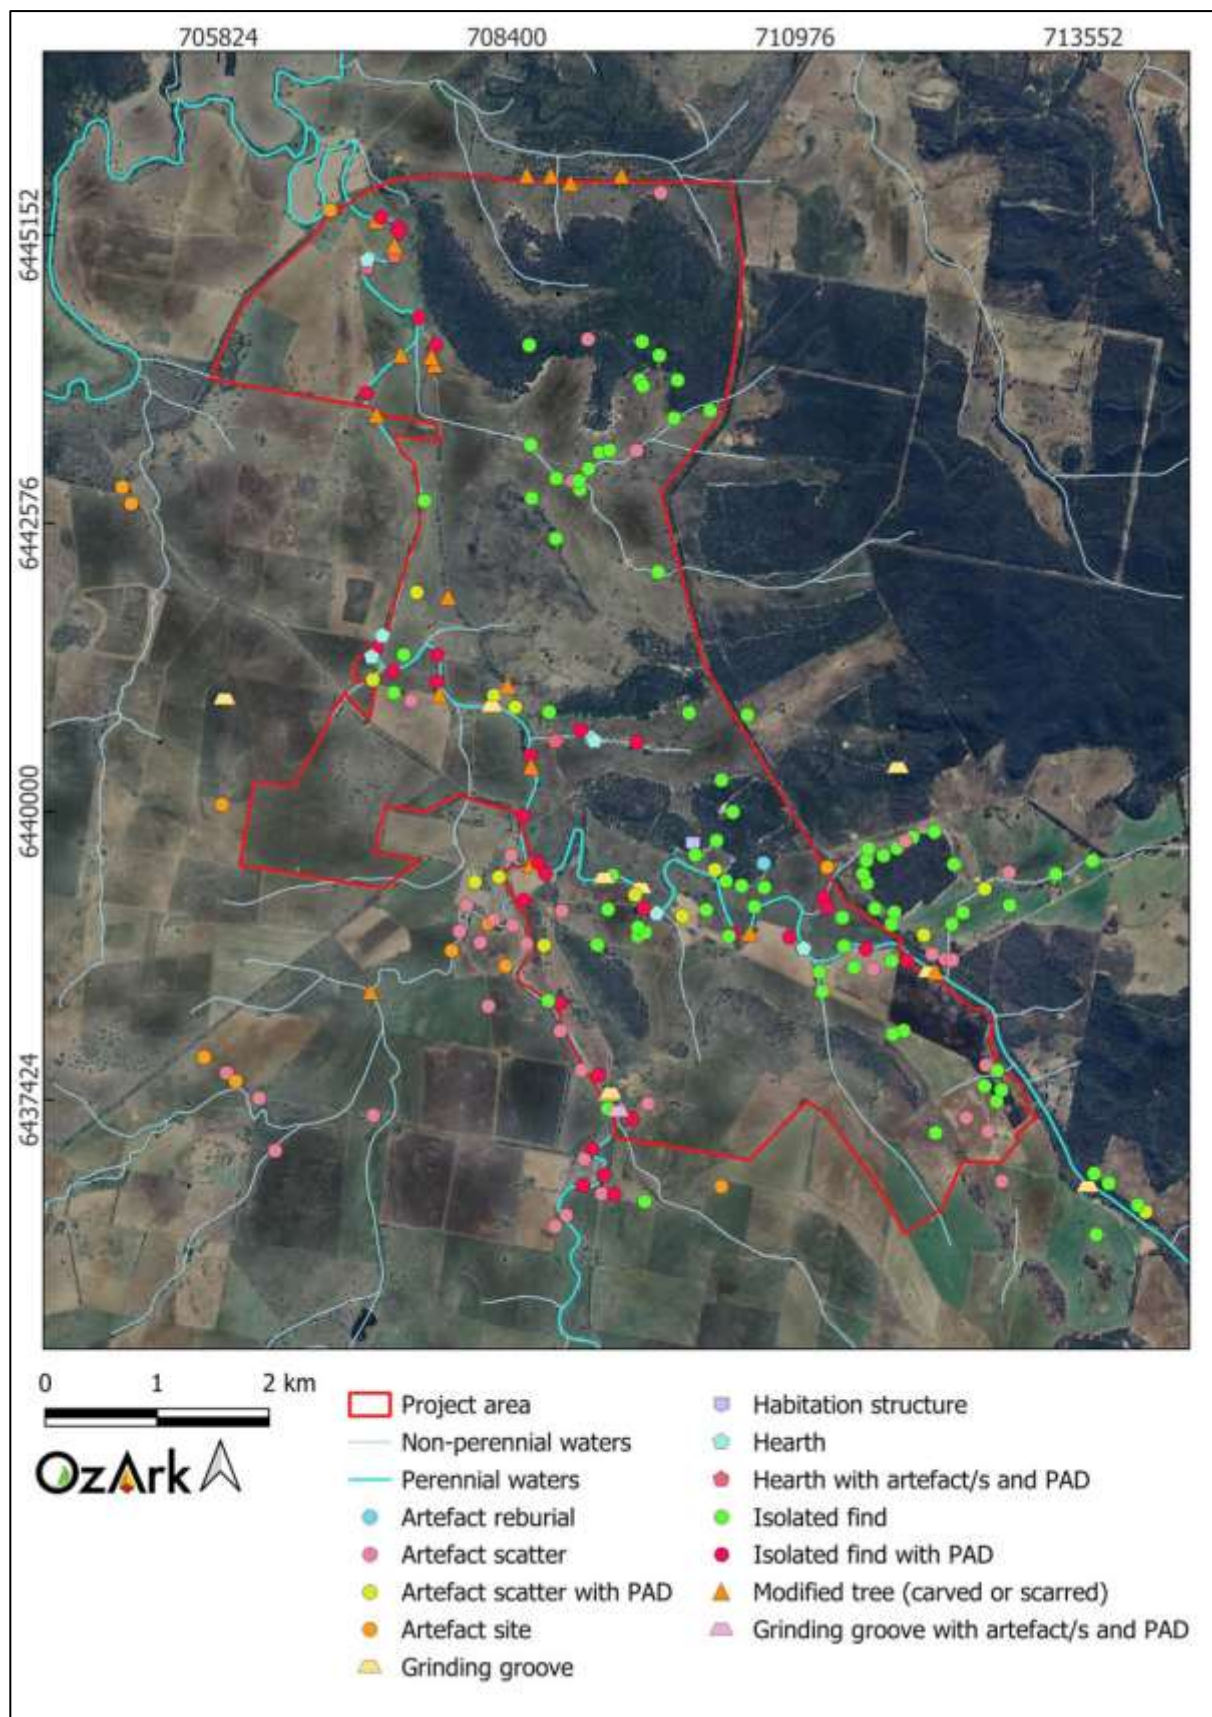 705824 708400 710976 713552
6445152
6442576
6440000
6437424
0 1 2 km
OzArk
Project area
Non-perennial waters
Perennial waters
Artefact reburial
Artefact scatter
Artefact scatter with PAD
Artefact site
Grinding groove
Habitation structure
Hearth
Hearth with artefact/s and PAD
Isolated find
Isolated find with PAD
Modified tree (carved or scarred)
Grinding groove with artefact/s and PAD